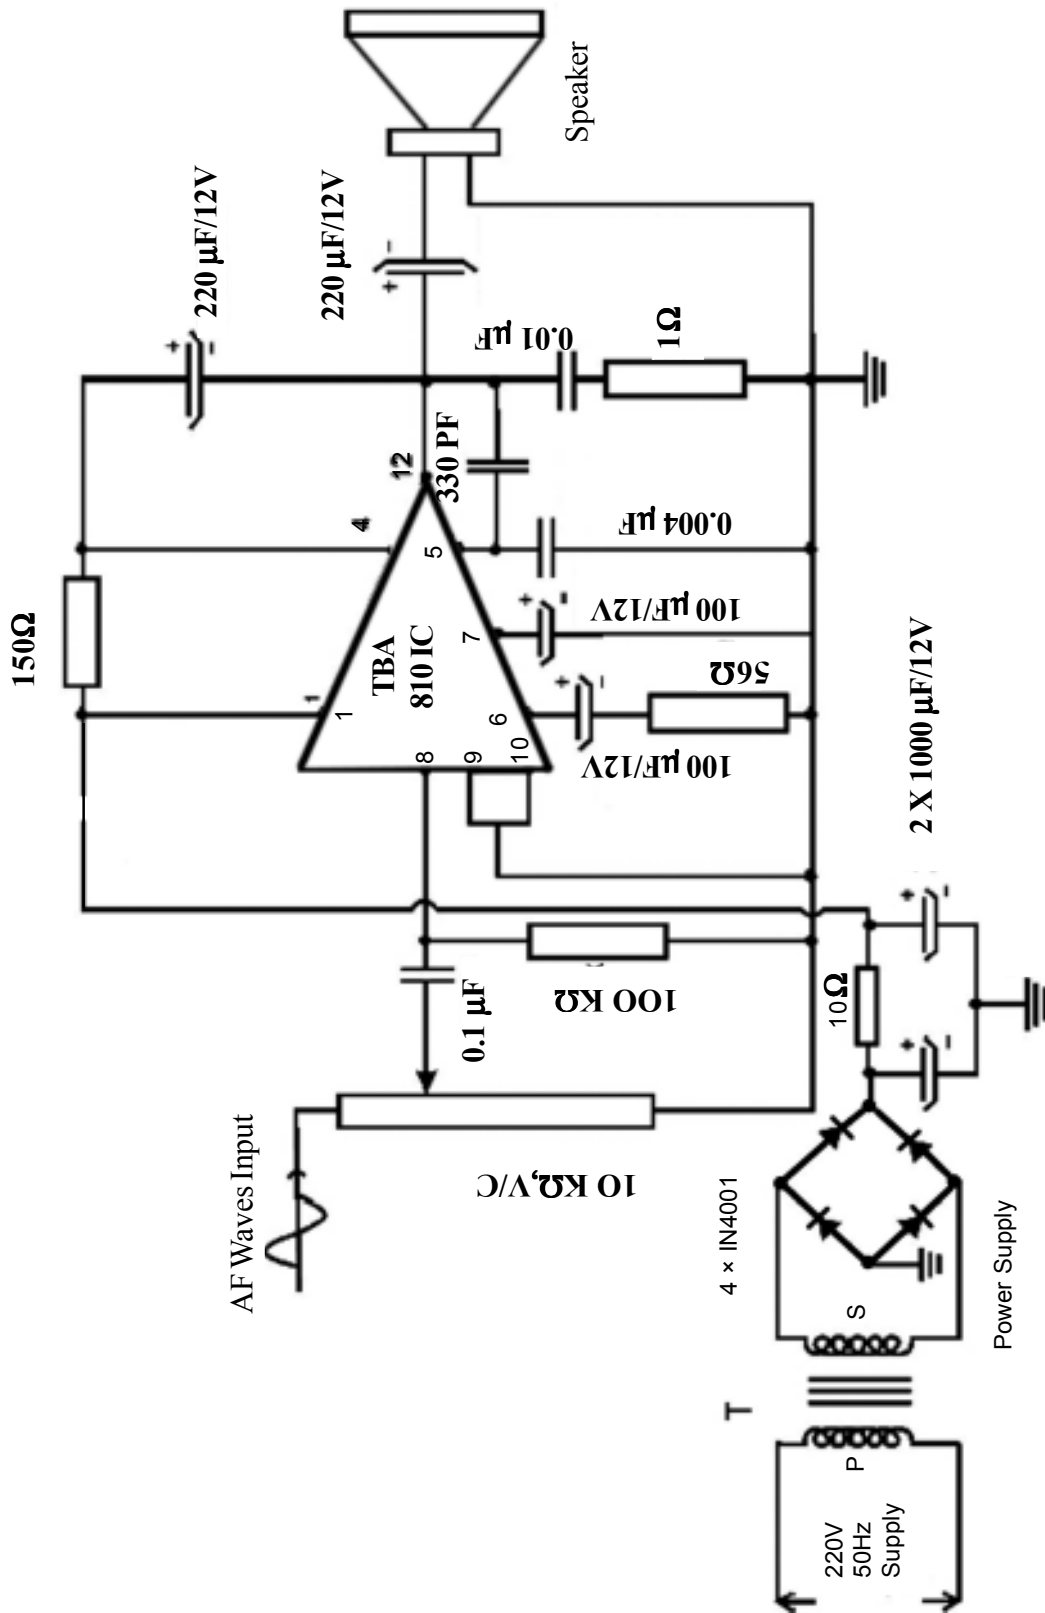 AF Waves Input
10 KΩ,V/C
0.1 µF
100 KΩ
150Ω
1
1
4
TBA
810 IC
8
9
10
6
7
5
12
330 PF
100 µF/12V
56Ω
100 µF/12V
0.004 µF
0.01 µF
1Ω
220 µF/12V
+
-
220 µF/12V
+
-
Speaker
220V
50Hz
Supply
P
T
S
4 × IN4001
Power Supply
10Ω
2 X 1000 µF/12V
+
-
+
-
+
-
+
-